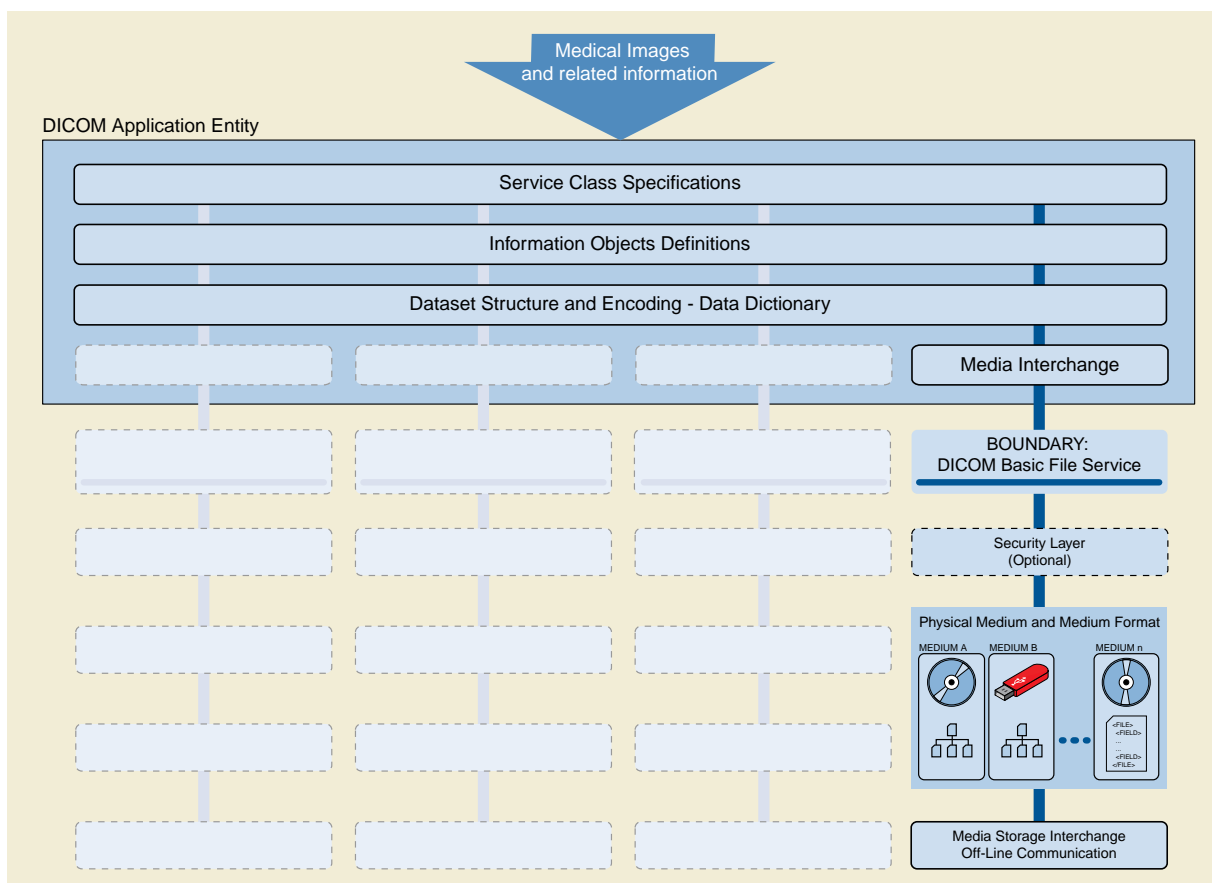 Medical Images
and related information
DICOM Application Entity
Service Class Specifications
Information Objects Definitions
Dataset Structure and Encoding - Data Dictionary
Media Interchange
BOUNDARY:
DICOM Basic File Service
Security Layer
(Optional)
Physical Medium and Medium Format
MEDIUM A
MEDIUM B
MEDIUM n
<FILE>
<FIELD>
...
...
<FIELD>
</FILE>
Media Storage Interchange
Off-Line Communication